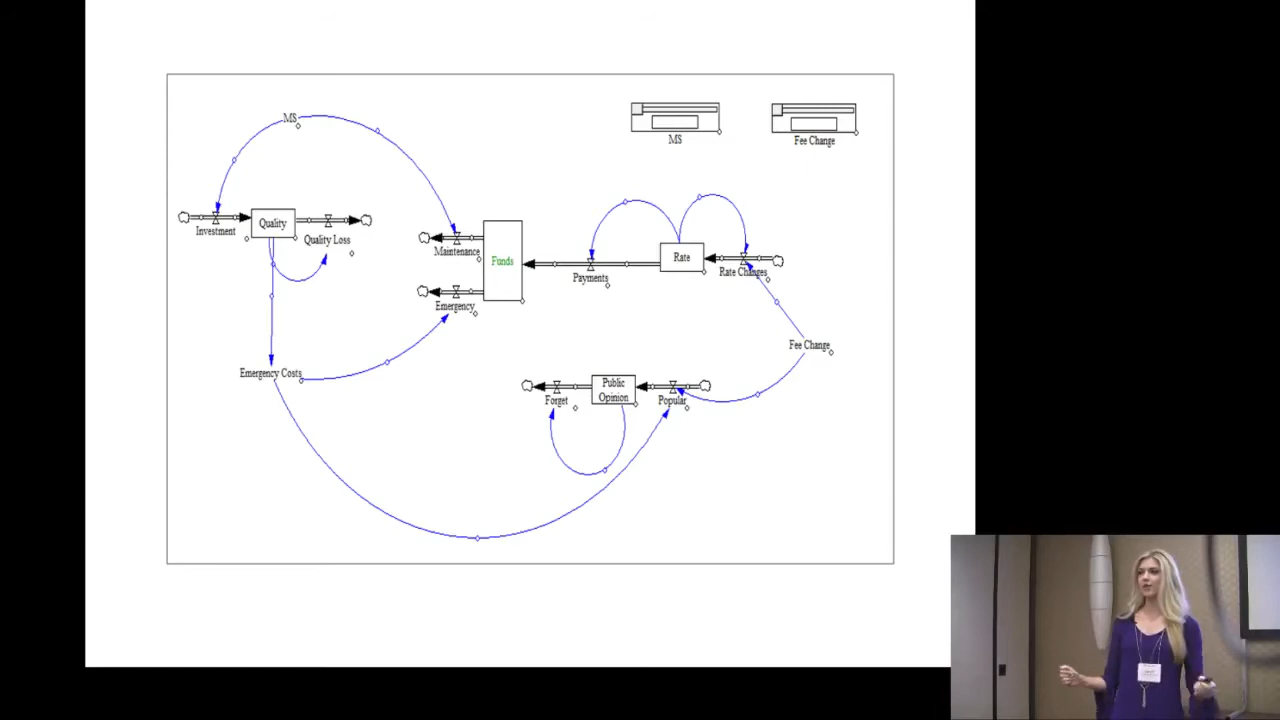 MS
MS
Fee Change
Investment
Quality
Quality Loss
Maintenance
Funds
Emergency
Payments
Rate
Rate Changes
Fee Change
Emergency Costs
Forget
Public
Opinion
Popular